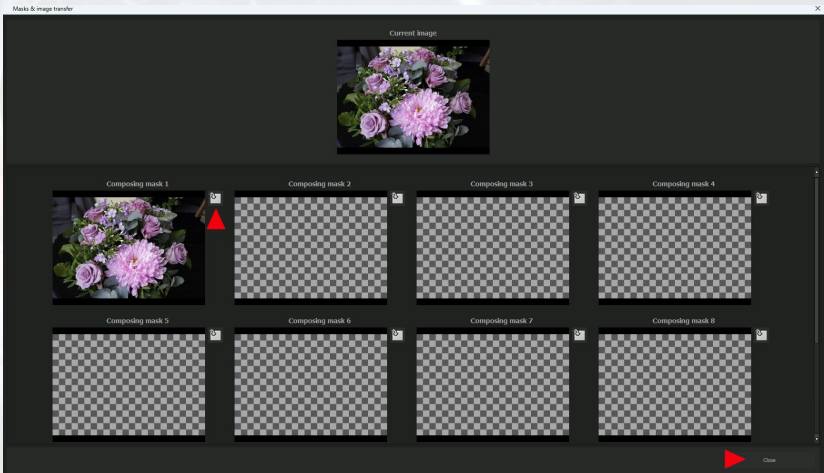 Masks & image transfer
Current image
Composing mask 1
Composing mask 2
Composing mask 3
Composing mask 4
Composing mask 5
Composing mask 6
Composing mask 7
Composing mask 8
Close